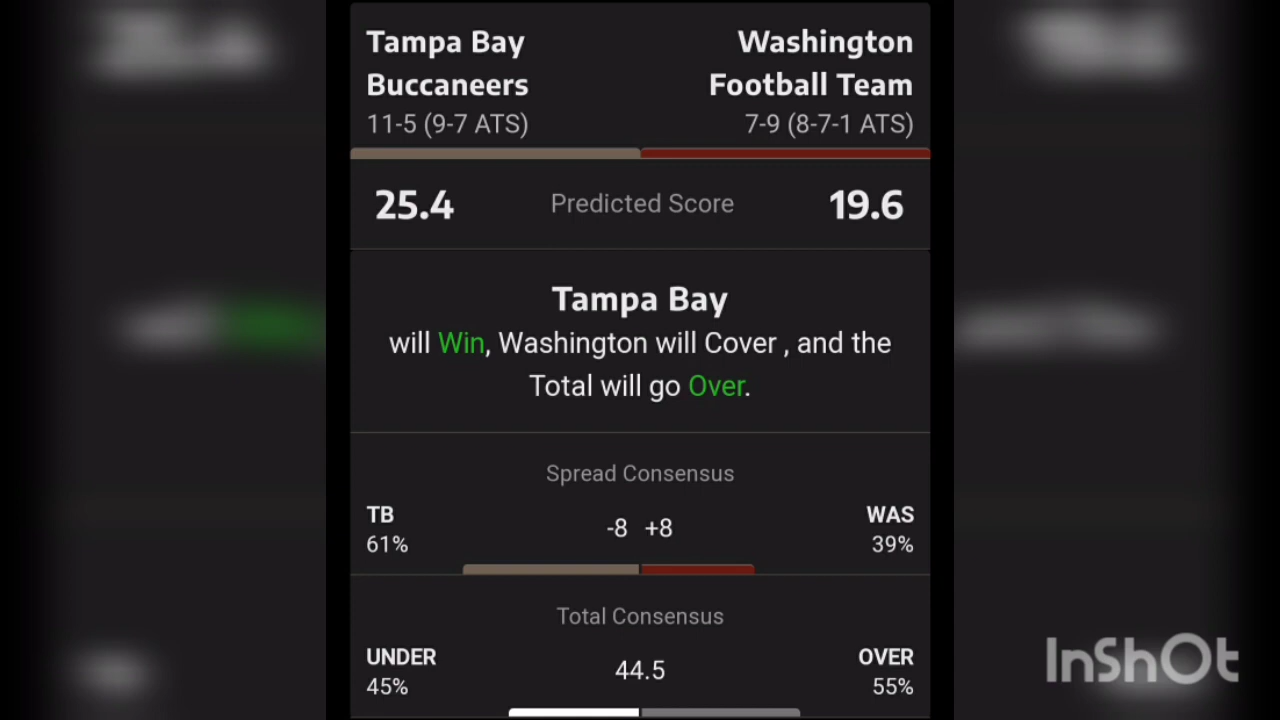 Tampa Bay Washington
Buccaneers Football Team
11-5 (9-7 ATS) 7-9 (8-7-1 ATS)
25.4 Predicted Score 19.6
Tampa Bay
will Win, Washington will Cover , and the
Total will go Over.
Spread Consensus
TB -8 +8 WAS
61% 39%
Total Consensus
UNDER 44.5 OVER
45% 55%
InShOt